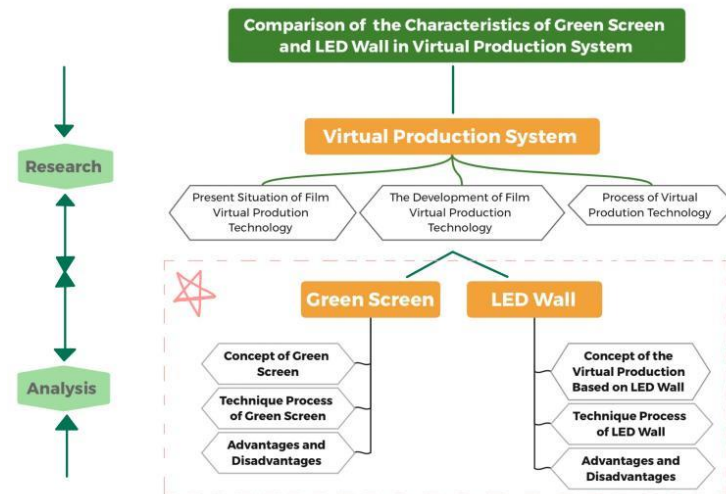 Comparison of the Characteristics of Green Screen
and LED Wall in Virtual Production System
Virtual Production System
Research
Present Situation of Film
Virtual Prodution
Technology
The Development of Film
Virtual Production
Technology
Process of Virtual
Prodution Technology
Green Screen
LED Wall
Concept of Green
Screen
Technique Process
of Green Screen
Advantages and
Disadvantages
Concept of the
Virtual Production
Based on LED Wall
Technique Process
of LED Wall
Advantages and
Disadvantages
Analysis